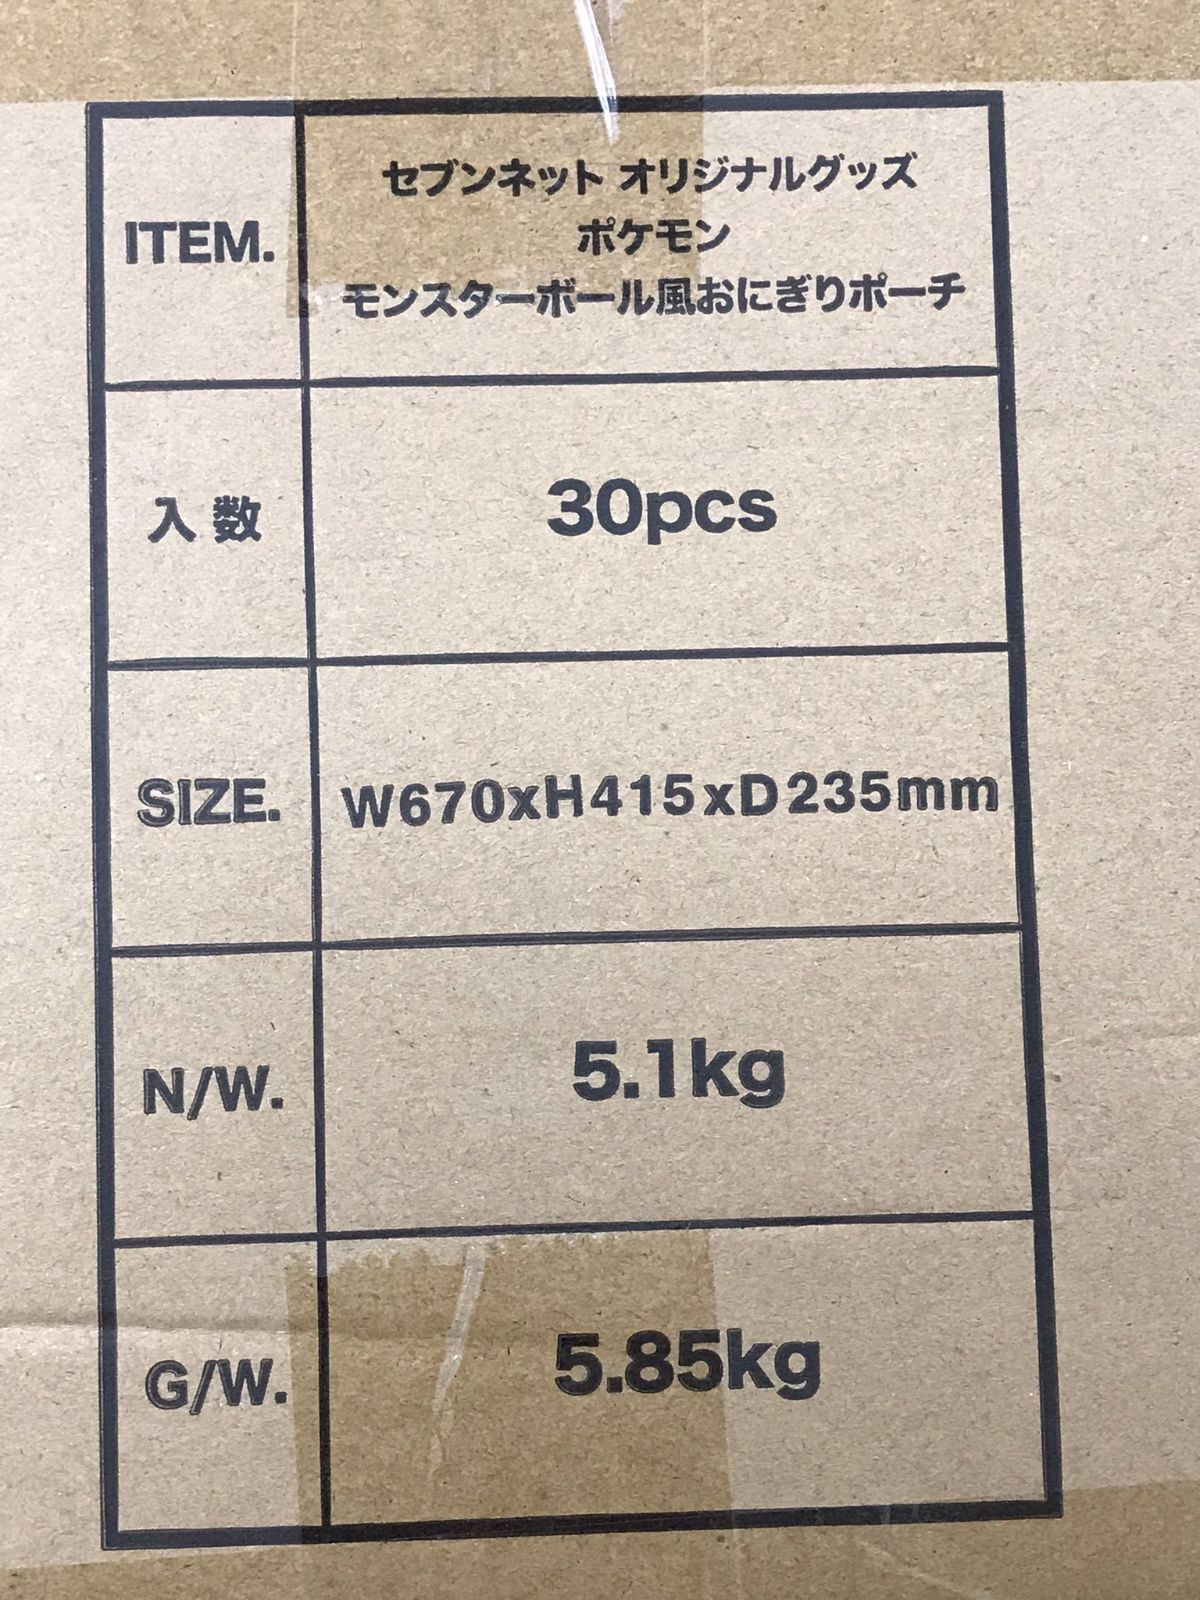 ITEM.
セブンネット オリジナルグッズ
ポケモン
モンスターボール風おにぎりポーチ
入数
30pcs
SIZE.
W670xH415xD235mm
N/W.
5.1kg
G/W.
5.85kg